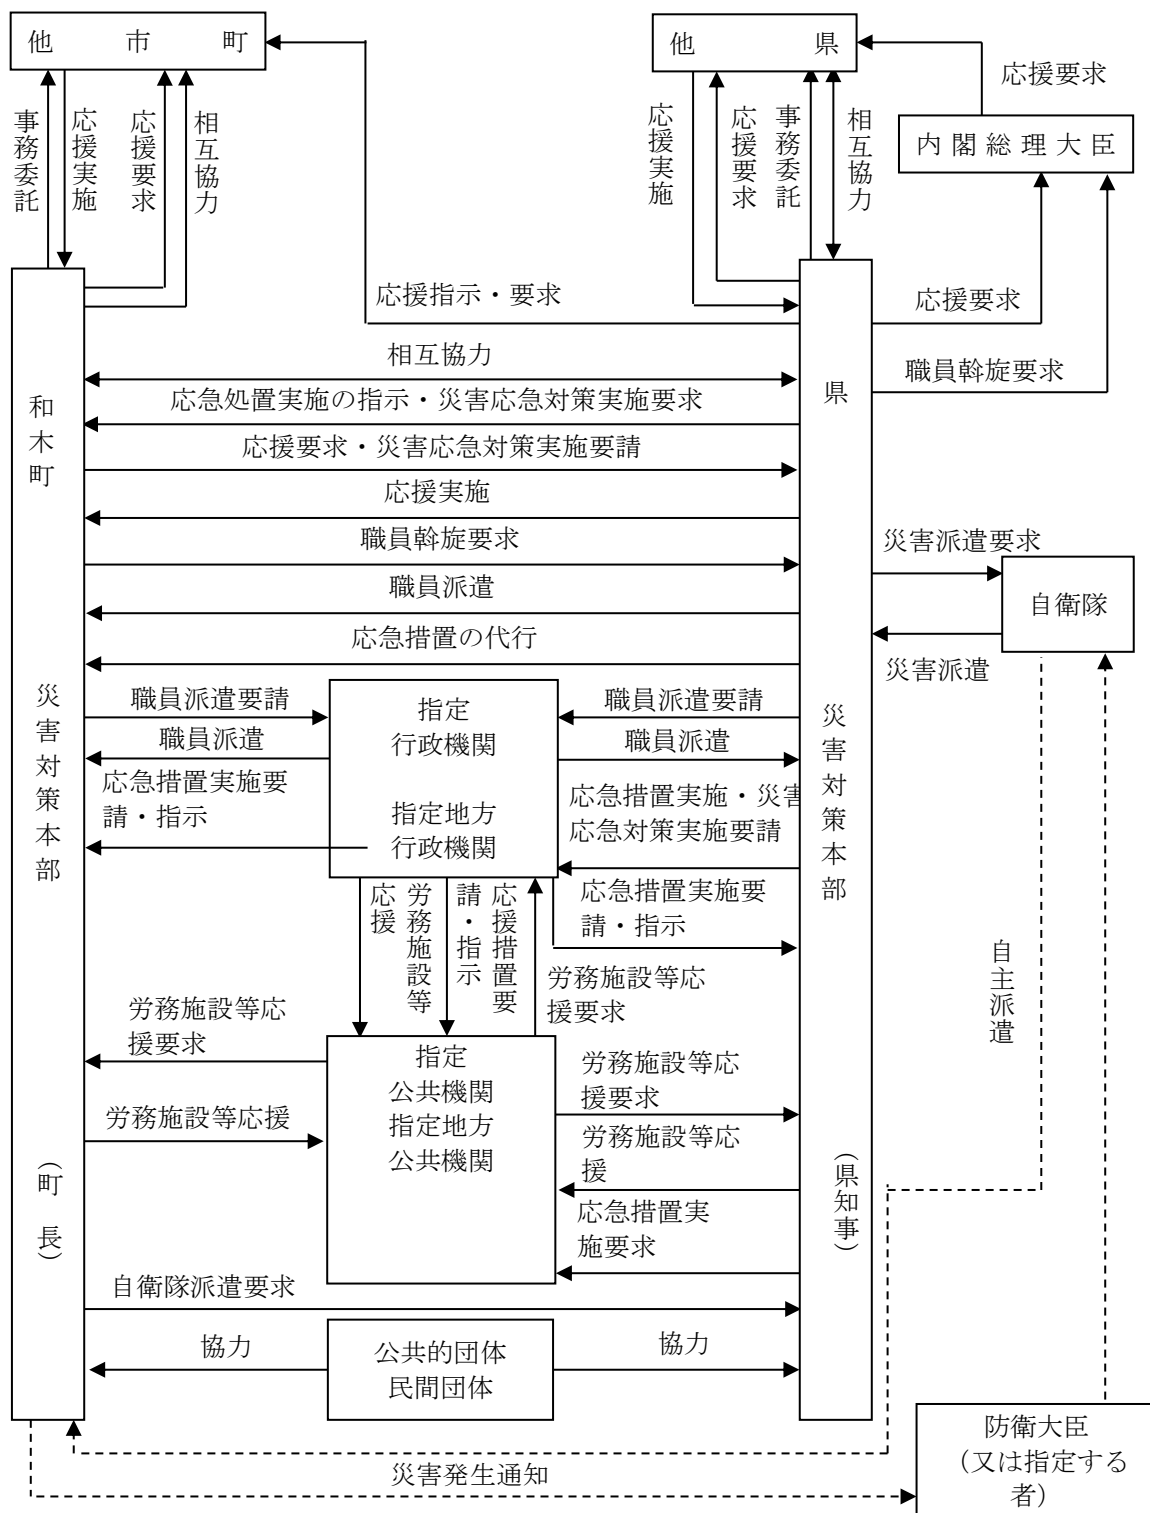 他市町
他県
応援要求
内閣総理大臣
事務委託
応援実施
応援要求
相互協力
応援実施
応援要求
事務委託
相互協力
応援指示・要求
応援要求
相互協力
職員斡旋要求
応急処置実施の指示・災害応急対策実施要求
応援要求・災害応急対策実施要請
応援実施
職員斡旋要求
職員派遣
応急措置の代行
和木町
災害対策本部
(町長)
県
災害対策本部
(県知事)
災害派遣要求
自衛隊
災害派遣
職員派遣要請
職員派遣
応急措置実施要
請・指示
指定
行政機関
指定地方
行政機関
職員派遣要請
職員派遣
応急措置実施・災害
応急対策実施要請
応急措置実施要
請・指示
労務施設等
応援
応援措置要
請・指示
労務施設等応
援要求
自主派遣
労務施設等応
援要求
労務施設等応援
指定
公共機関
指定地方
公共機関
労務施設等応
援要求
労務施設等応
援
応急措置実
施要求
自衛隊派遣要求
協力
公共的団体
民間団体
協力
災害発生通知
防衛大臣
(又は指定する
者)